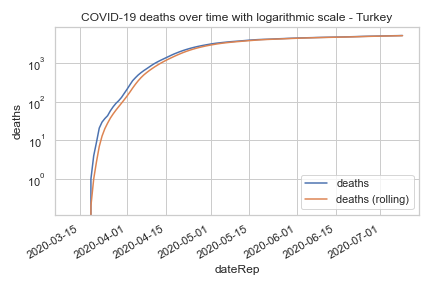 COVID-19 deaths over time with logarithmic scale - Turkey
deaths
10³
10²
10¹
10⁰
deaths
deaths (rolling)
2020-03-15
2020-04-01
2020-04-15
2020-05-01
2020-05-15
2020-06-01
2020-06-15
2020-07-01
dateRep